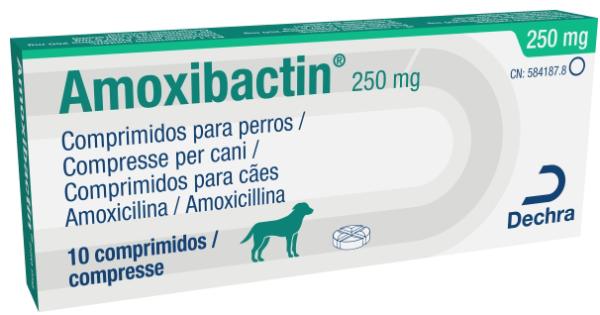 250 mg
CN: 584187.8
Amoxibactin® 250 mg
Comprimidos para perros /
Compresse per cani /
Comprimidos para cães
Amoxicilina / Amoxicillina
10 comprimidos /
compresse
Dechra
Amoxibactin